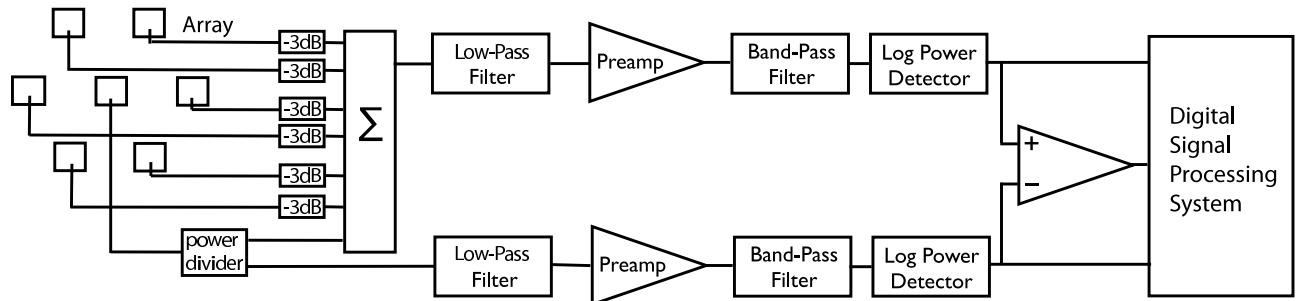 Array
-3dB
-3dB
-3dB
-3dB
-3dB
-3dB
Σ
power
divider
Low-Pass
Filter
Preamp
Band-Pass
Filter
Log Power
Detector
Low-Pass
Filter
Preamp
Band-Pass
Filter
Log Power
Detector
+
−
Digital
Signal
Processing
System